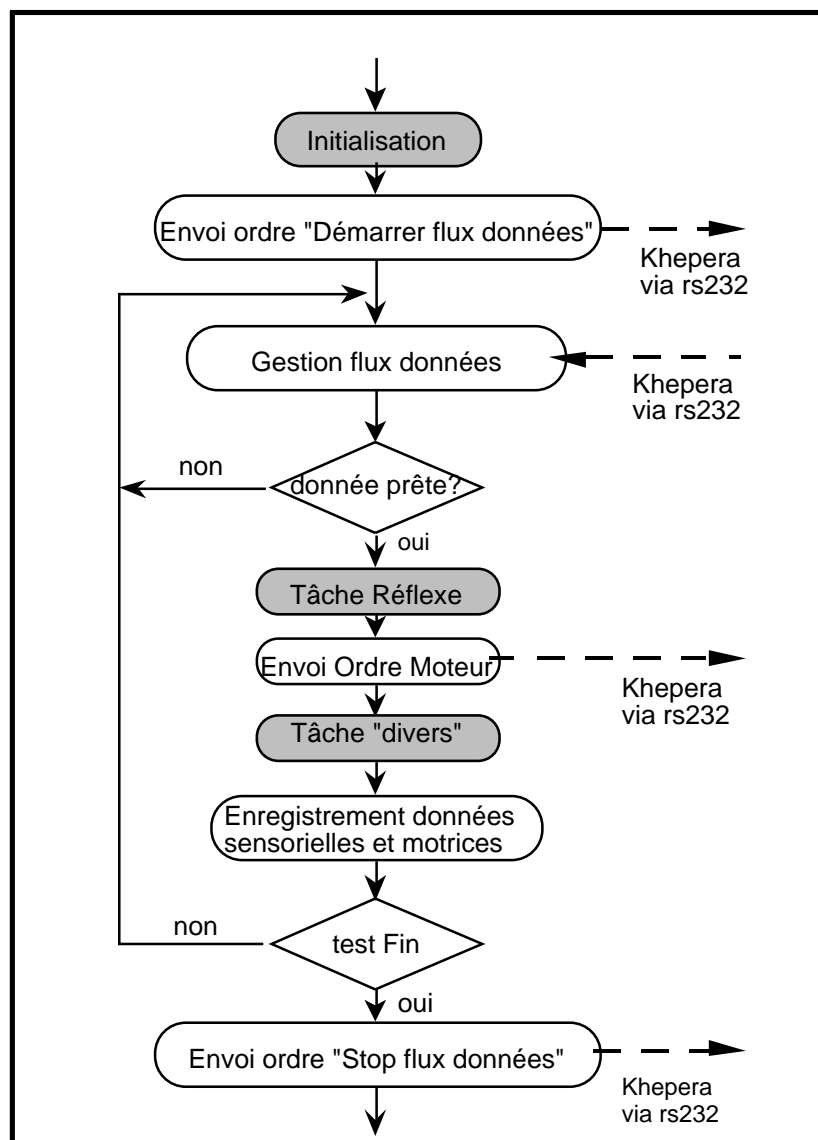 Initialisation
Envoi ordre "Démarrer flux données"
Khepera
via rs232
Gestion flux données
Khepera
via rs232
non
donnée prête?
oui
Tâche Réflexe
Envoi Ordre Moteur
Khepera
via rs232
Tâche "divers"
Enregistrement données
sensorielles et motrices
non
test Fin
oui
Envoi ordre "Stop flux données"
Khepera
via rs232